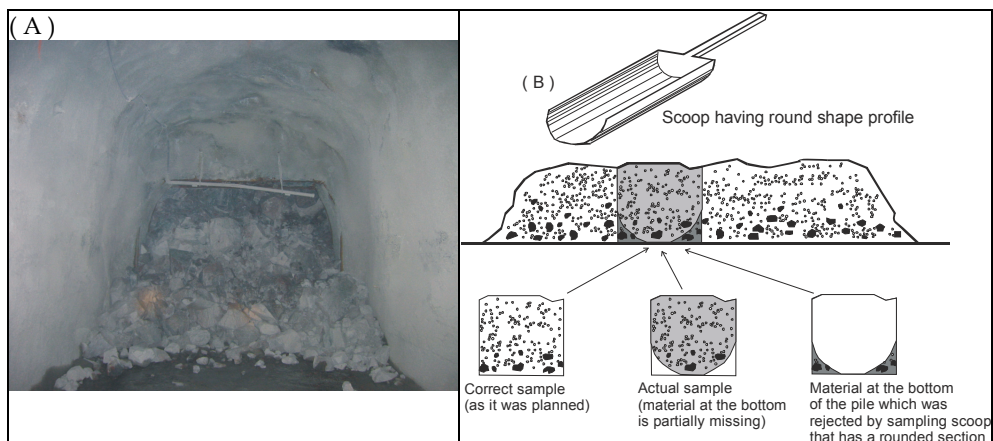 ( A )
( B )
Scoop having round shape profile
Correct sample
(as it was planned)
Actual sample
(material at the bottom
is partially missing)
Material at the bottom
of the pile which was
rejected by sampling scoop
that has a rounded section